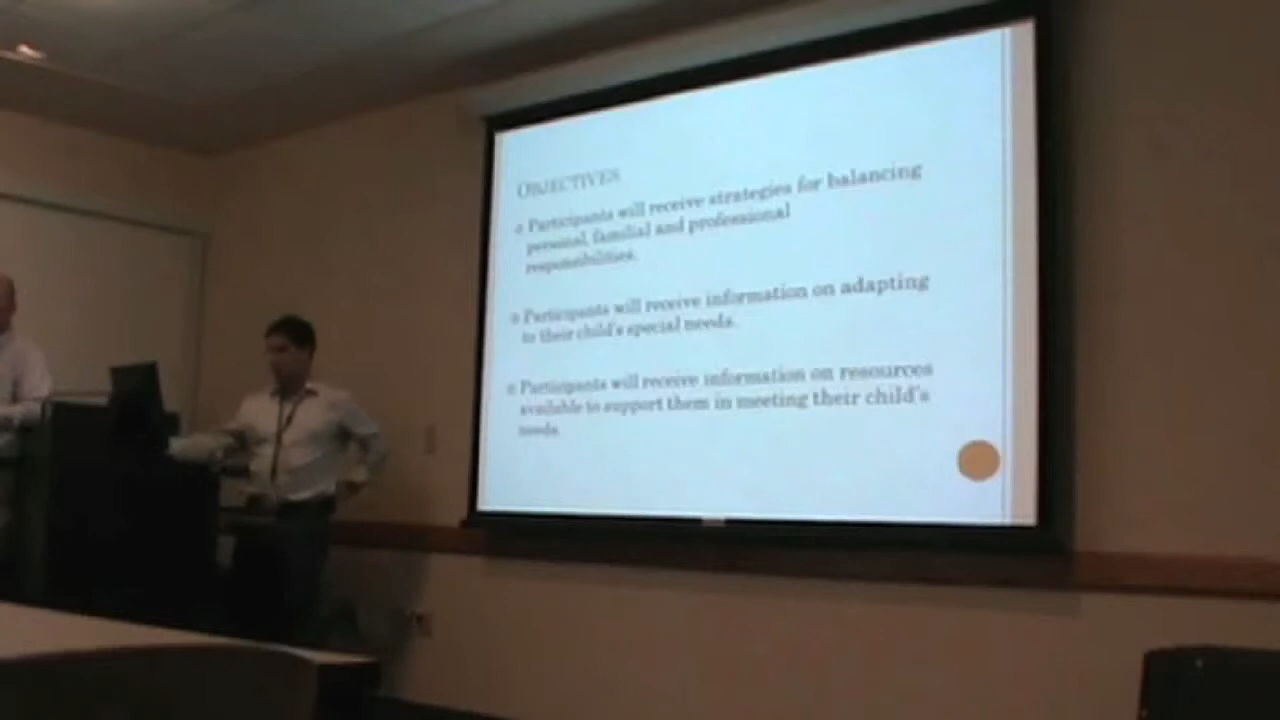 OBJECTIVES
Participants will receive strategies for balancing
personal, familial and professional
responsibilities.
Participants will receive information on adapting
to their child's special needs.
Participants will receive information on resources
available to support them in meeting their child's
needs.